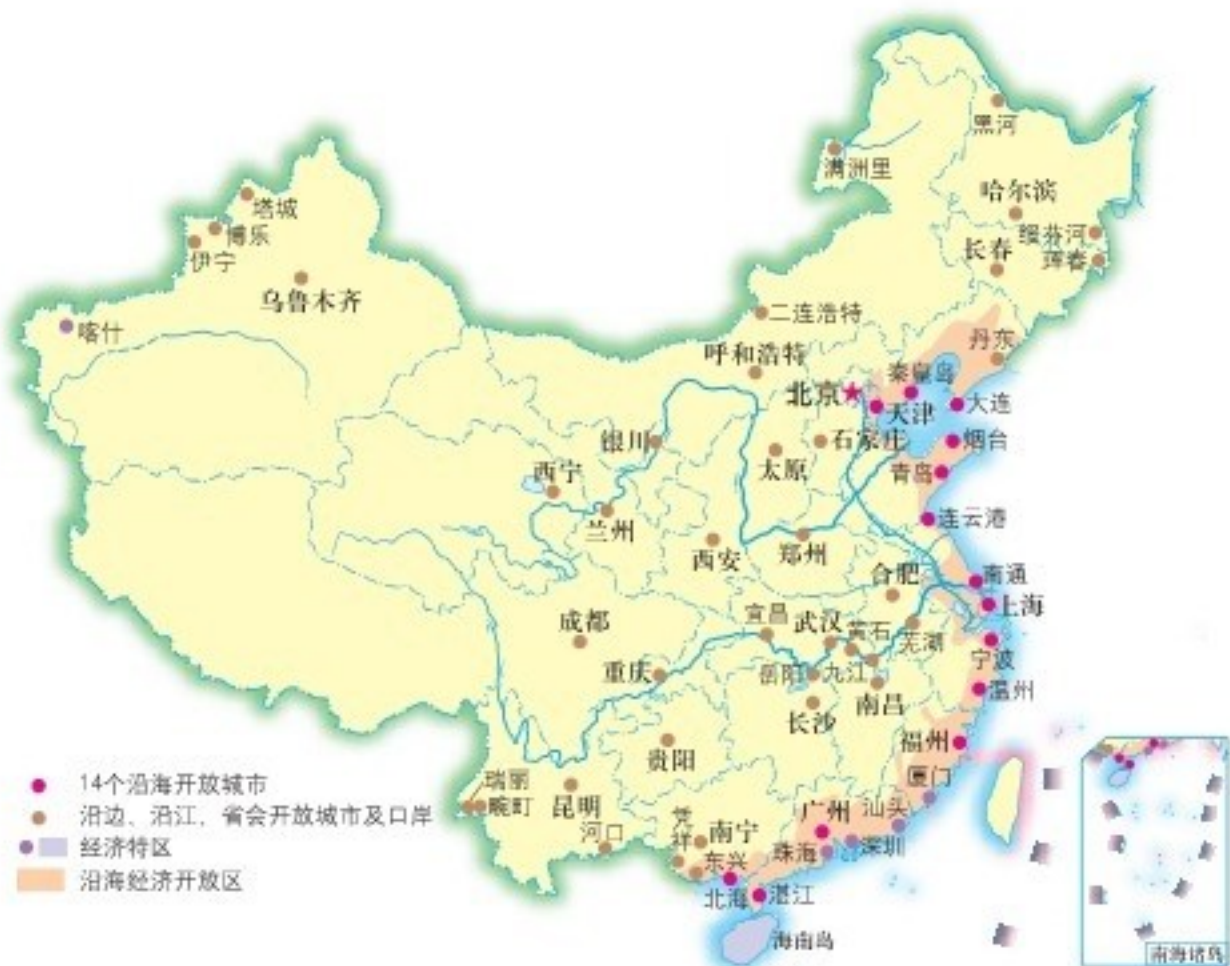 黑河
满洲里
哈尔滨
塔城
绥芬河
博乐
长春
珲春
伊宁
乌鲁木齐
二连浩特
喀什
丹东
呼和浩特
秦皇岛
北京
天津
大连
银川
石家庄
烟台
太原
西宁
青岛
兰州
连云港
西安
郑州
合肥
南通
上海
成都
宜昌
武汉
黄石
芜湖
宁波
重庆
岳阳
九江
温州
南昌
长沙
福州
贵阳
厦门
瑞丽
畹町
昆明
广州
汕头
河口
凭祥
南宁
珠海
深圳
东兴
北海
湛江
海南岛
14个沿海开放城市
沿边、沿江、省会开放城市及口岸
经济特区
沿海经济开放区
南海诸岛